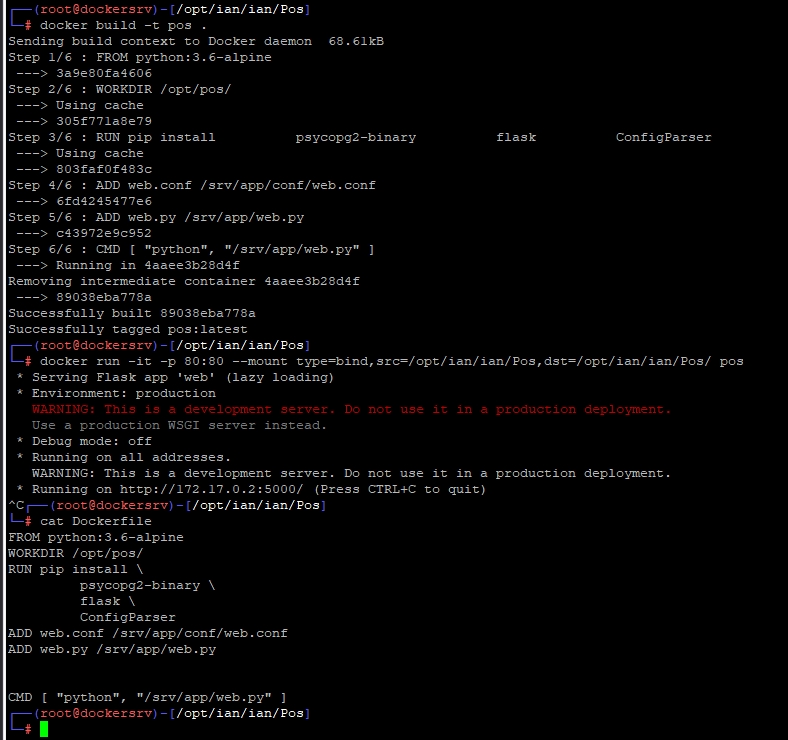 ┌──(root@dockersrv)-[/opt/ian/ian/Pos]
└─# docker build -t pos .
Sending build context to Docker daemon  68.61kB
Step 1/6 : FROM python:3.6-alpine
 ---> 3a9e80fa4606
Step 2/6 : WORKDIR /opt/pos/
 ---> Using cache
 ---> 305f771a8e79
Step 3/6 : RUN pip install          psycopg2-binary          flask          ConfigParser
 ---> Using cache
 ---> 803faf0f483c
Step 4/6 : ADD web.conf /srv/app/conf/web.conf
 ---> 6fd4245477e6
Step 5/6 : ADD web.py /srv/app/web.py
 ---> c43972e9c952
Step 6/6 : CMD [ "python", "/srv/app/web.py" ]
 ---> Running in 4aaee3b28d4f
Removing intermediate container 4aaee3b28d4f
 ---> 89038eba778a
Successfully built 89038eba778a
Successfully tagged pos:latest
┌──(root@dockersrv)-[/opt/ian/ian/Pos]
└─# docker run -it -p 80:80 --mount type=bind,src=/opt/ian/ian/Pos,dst=/opt/ian/ian/Pos/ pos
 * Serving Flask app 'web' (lazy loading)
 * Environment: production
   WARNING: This is a development server. Do not use it in a production deployment.
   Use a production WSGI server instead.
 * Debug mode: off
 * Running on all addresses.
   WARNING: This is a development server. Do not use it in a production deployment.
 * Running on http://172.17.0.2:5000/ (Press CTRL+C to quit)
^C┌──(root@dockersrv)-[/opt/ian/ian/Pos]
└─# cat Dockerfile
FROM python:3.6-alpine
WORKDIR /opt/pos/
RUN pip install \
         psycopg2-binary \
         flask \
         ConfigParser
ADD web.conf /srv/app/conf/web.conf
ADD web.py /srv/app/web.py
CMD [ "python", "/srv/app/web.py" ]
┌──(root@dockersrv)-[/opt/ian/ian/Pos]
└─#